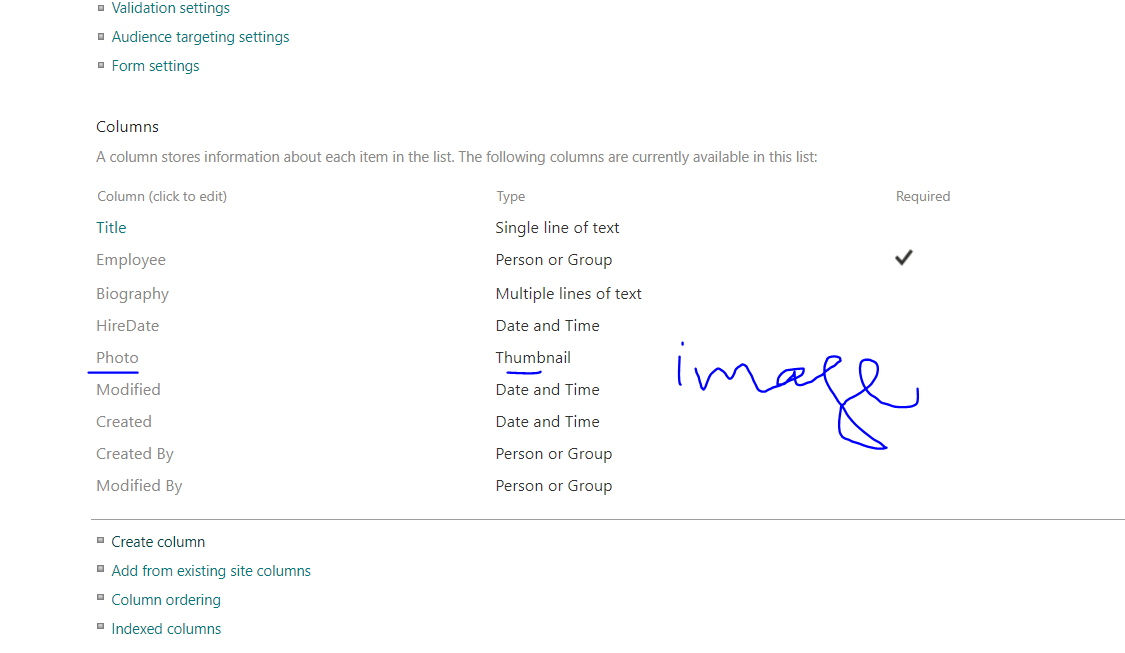 Validation settings
Audience targeting settings
Form settings
Columns
A column stores information about each item in the list. The following columns are currently available in this list:
Column (click to edit) Type Required
Title Single line of text
Employee Person or Group
Biography Multiple lines of text
HireDate Date and Time
Photo Thumbnail image
Modified Date and Time
Created Date and Time
Created By Person or Group
Modified By Person or Group
Create column
Add from existing site columns
Column ordering
Indexed columns